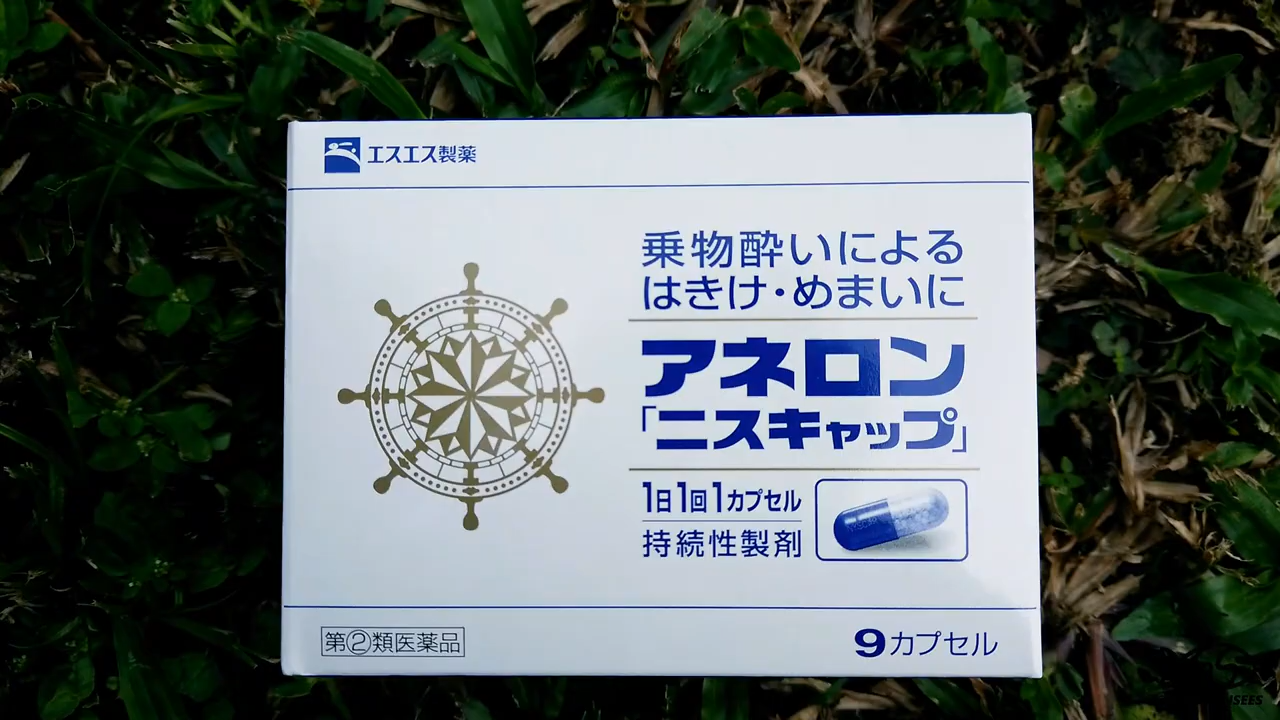 エスエス製薬
乗物酔いによる
はきけ・めまいに
アネロン
「ニスキャップ」
1日1回1カプセル
持続性製剤
第②類医薬品
9カプセル